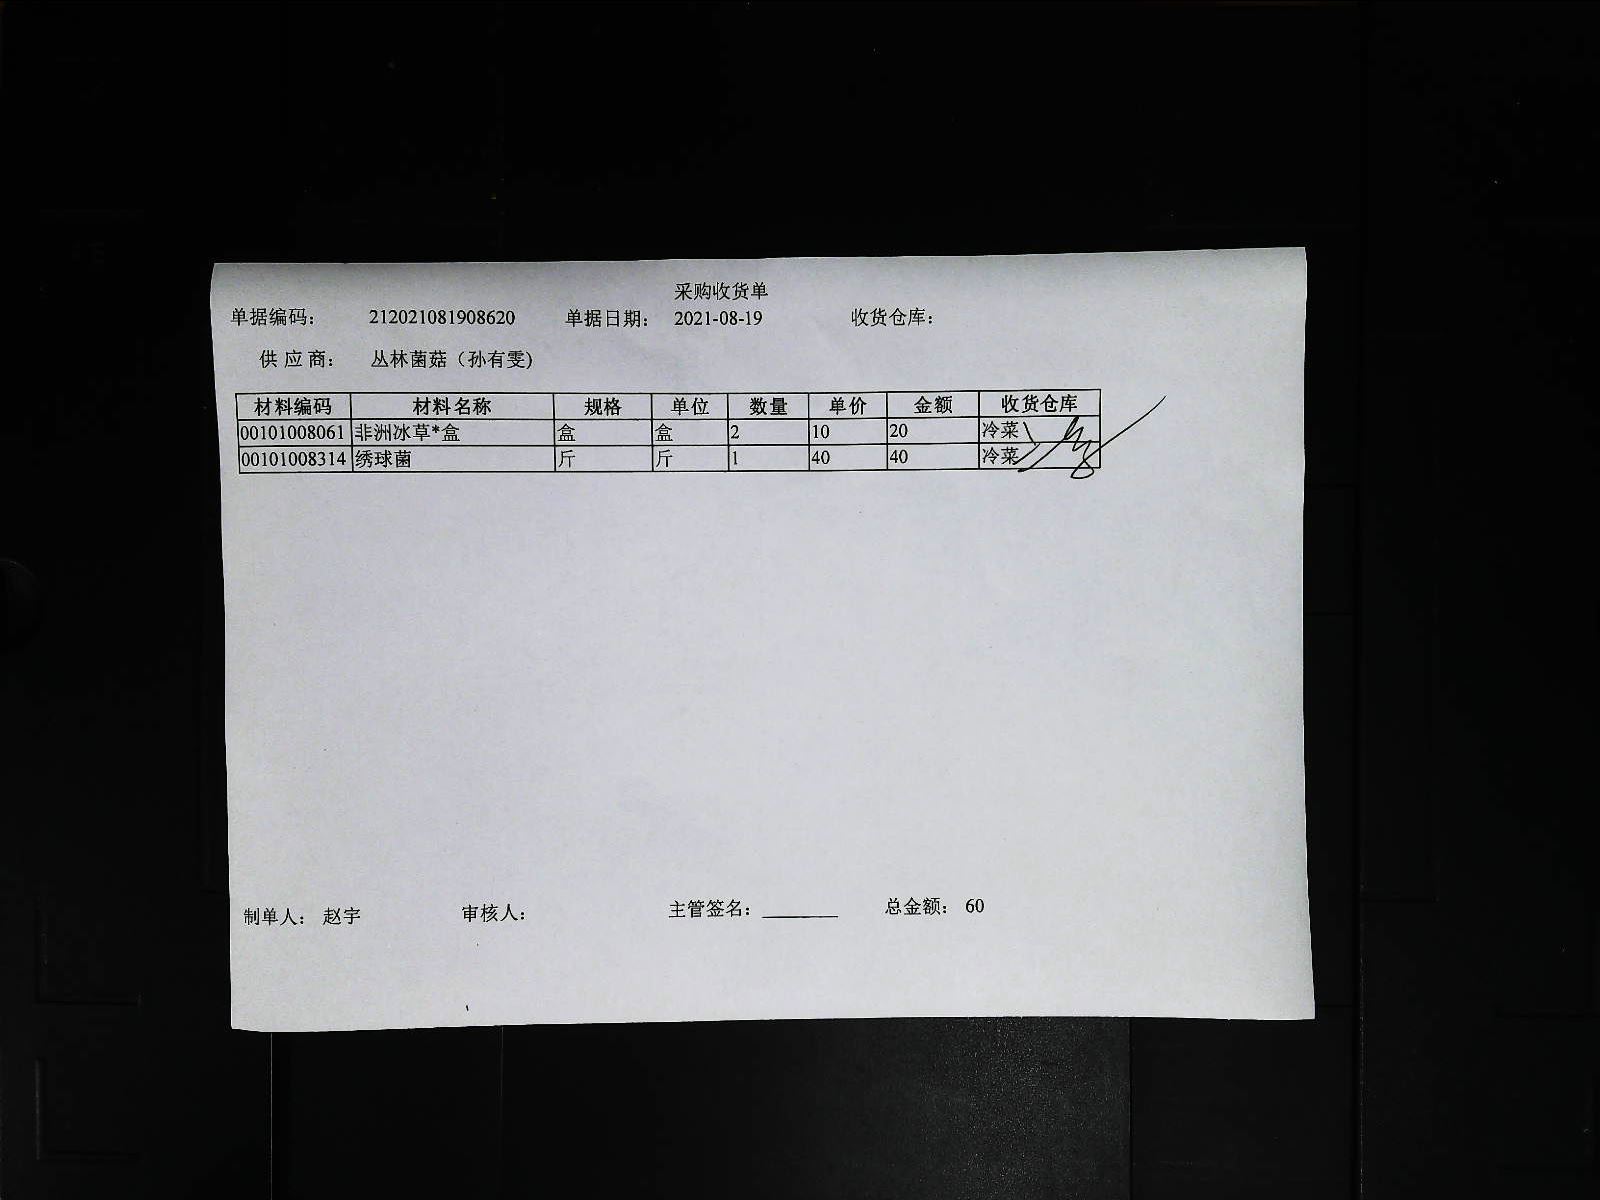 采购收货单
单据编码： 212021081908620 单据日期： 2021-08-19 收货仓库：
供 应 商： 丛林菌菇（孙有雯)
材料编码 材料名称 规格 单位 数量 单价 金额 收货仓库
00101008061 非洲冰草*盒 盒 盒 2 10 20 冷菜
00101008314 绣球菌 斤 斤 1 40 40 冷菜
制单人： 赵宇 审核人： 主管签名：________ 总金额： 60